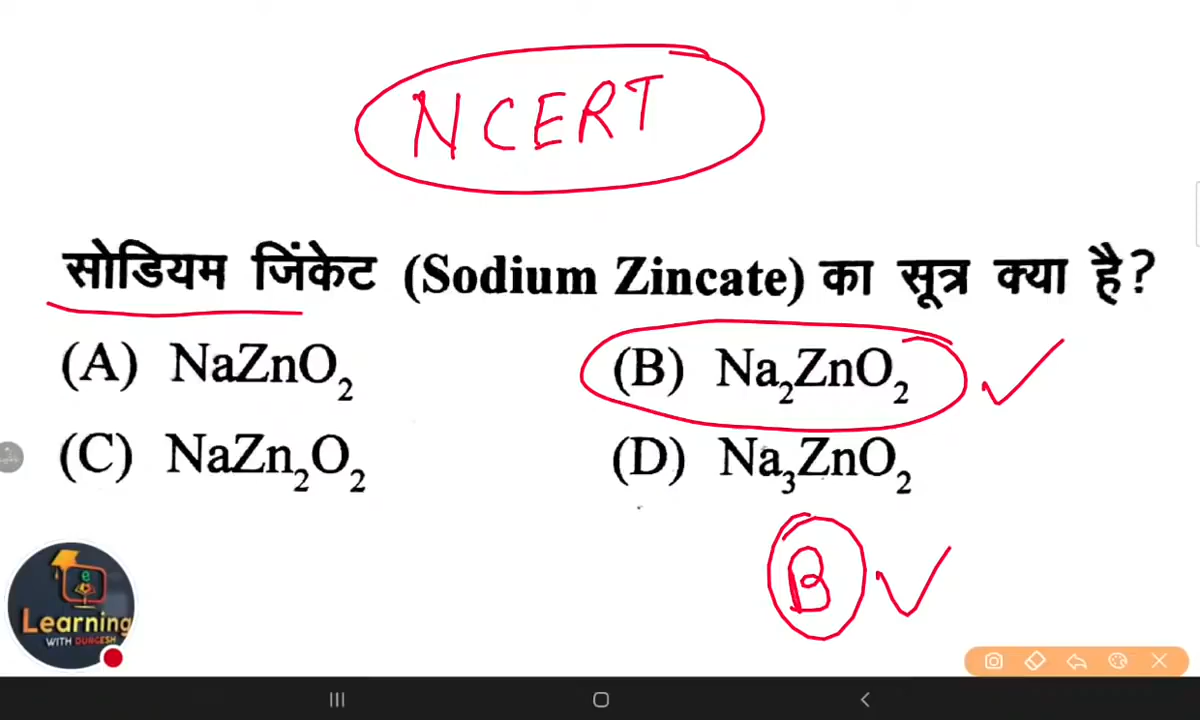 NCERT
सोडियम जिंकेट (Sodium Zincate) का सूत्र क्या है?
(A) NaZnO₂ (B) Na₂ZnO₂
(C) NaZn₂O₂ (D) Na₃ZnO₂
B
e
Learning
WITH DURGESH